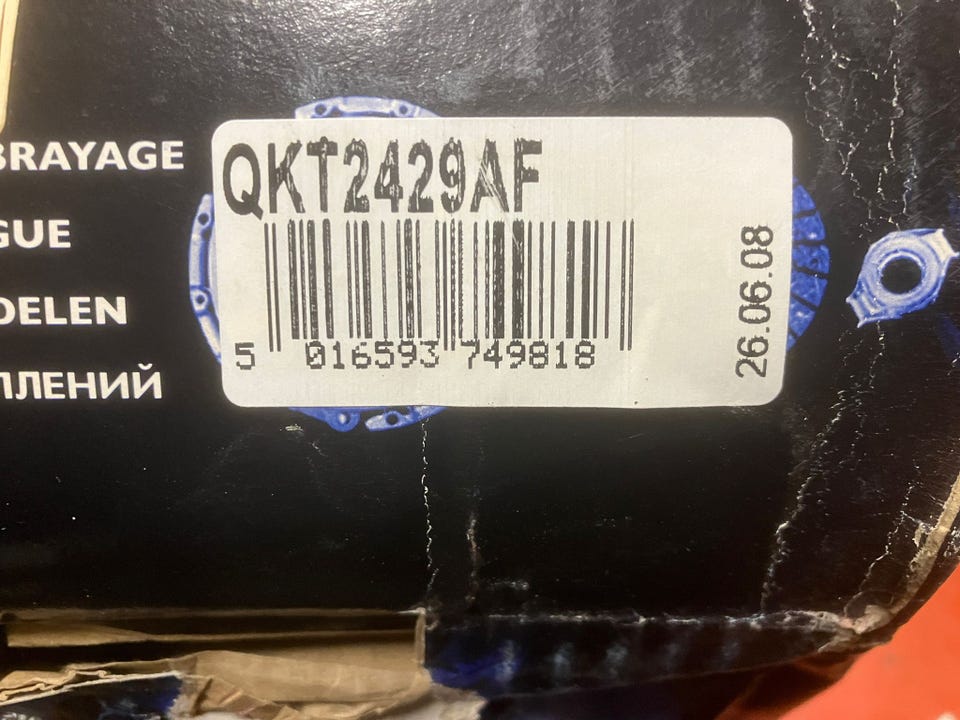 BRAYAGE
GUE
DELEN
ПЛЕНИЙ
QKT2429AF
5 016593 749818
26.06.08